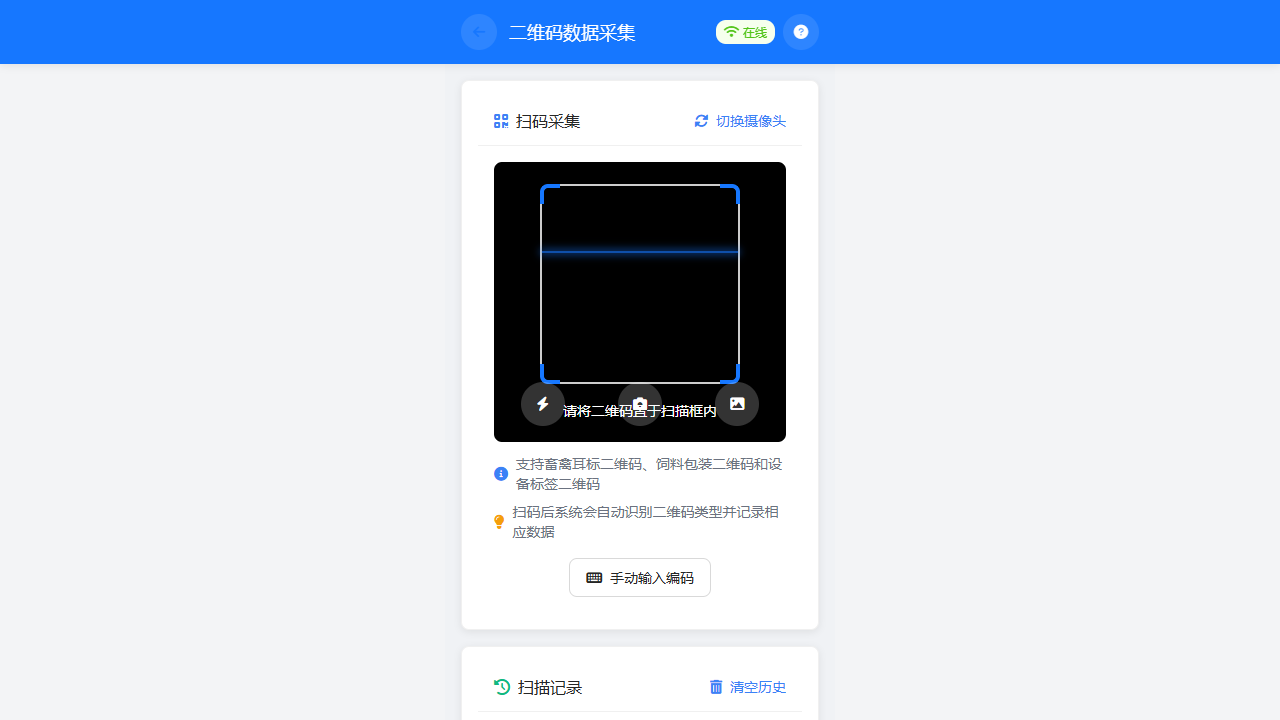 二维码数据采集
在线
扫码采集
切换摄像头
请将二维码置于扫描框内
支持畜禽耳标二维码、饲料包装二维码和设
备标签二维码
扫码后系统会自动识别二维码类型并记录相
应数据
手动输入编码
扫描记录
清空历史